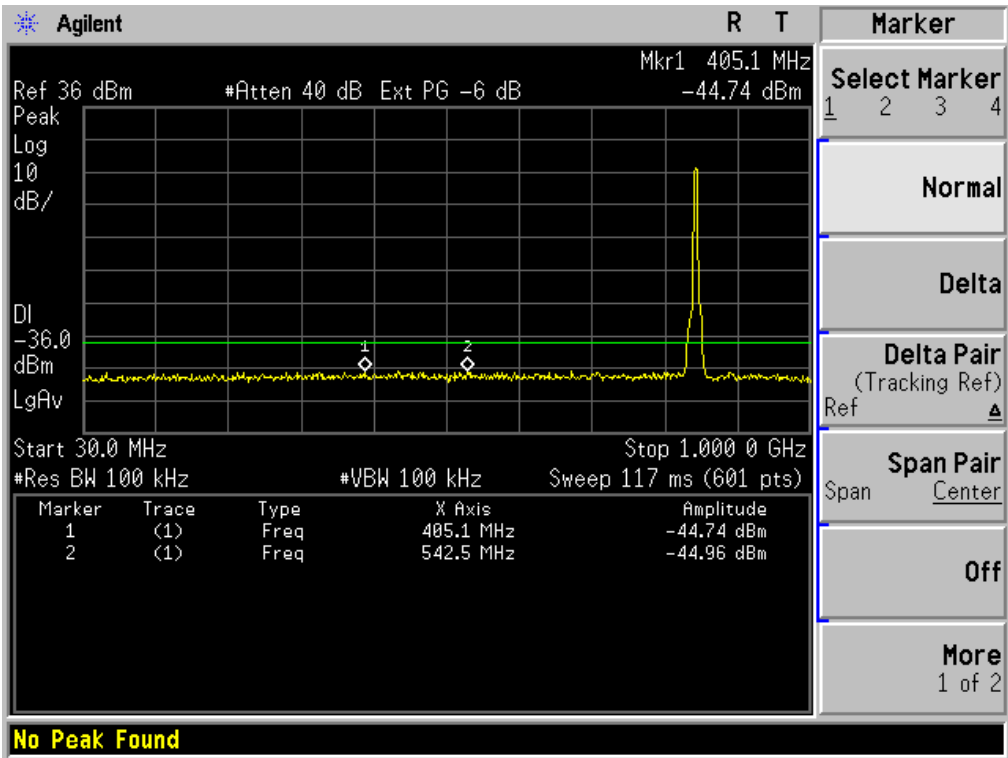 Agilent R T
Mkr1 405.1 MHz
Ref 36 dBm #Atten 40 dB Ext PG -6 dB -44.74 dBm
Peak
Log
10
dB/
DI
-36.0
dBm
LgAv
1 2
Start 30.0 MHz Stop 1.000 0 GHz
#Res BW 100 kHz #VBW 100 kHz Sweep 117 ms (601 pts)
Marker Trace Type X Axis Amplitude
1 (1) Freq 405.1 MHz -44.74 dBm
2 (1) Freq 542.5 MHz -44.96 dBm
No Peak Found
Marker
Select Marker
1 2 3 4
Normal
Delta
Delta Pair
(Tracking Ref)
Ref Δ
Span Pair
Span Center
Off
More
1 of 2